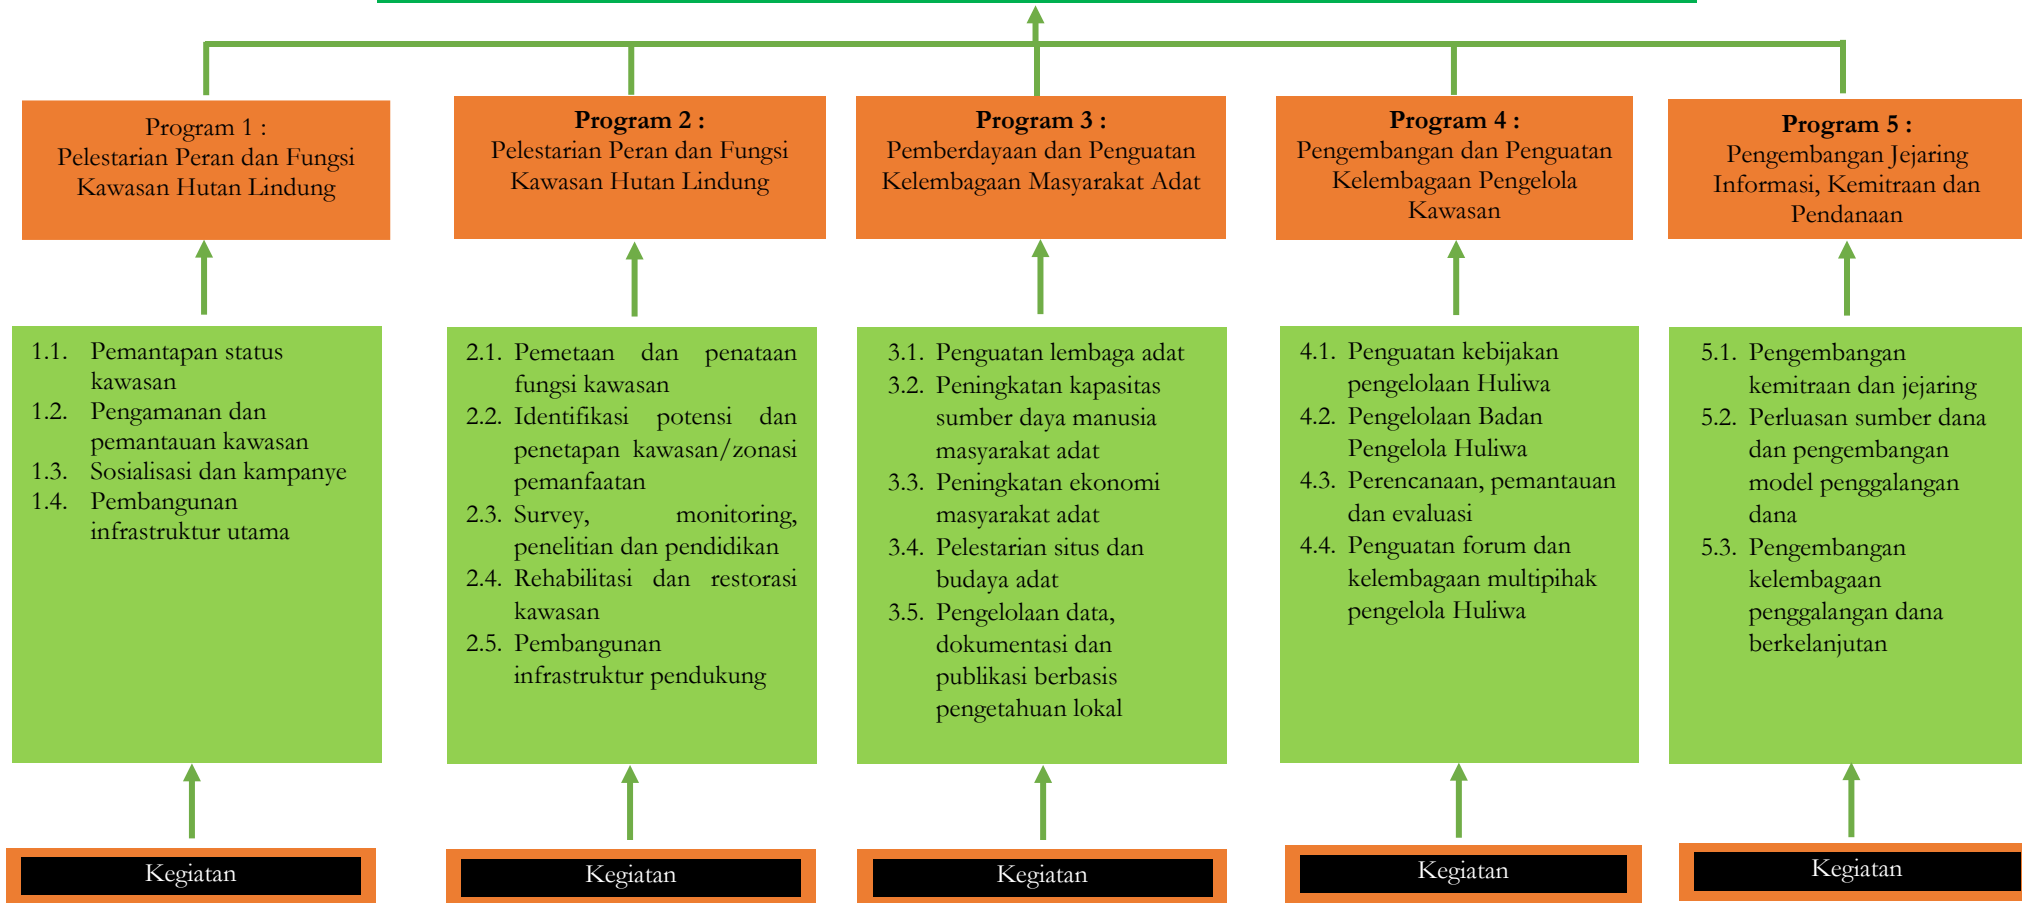 Program 1 :
Pelestarian Peran dan Fungsi
Kawasan Hutan Lindung
Program 2 :
Pelestarian Peran dan Fungsi
Kawasan Hutan Lindung
Program 3 :
Pemberdayaan dan Penguatan
Kelembagaan Masyarakat Adat
Program 4 :
Pengembangan dan Penguatan
Kelembagaan Pengelola
Kawasan
Program 5 :
Pengembangan Jejaring
Informasi, Kemitraan dan
Pendanaan
1.1. Pemantapan status
kawasan
1.2. Pengamanan dan
pemantauan kawasan
1.3. Sosialisasi dan kampanye
1.4. Pembangunan
infrastruktur utama
2.1. Pemetaan dan penataan
fungsi kawasan
2.2. Identifikasi potensi dan
penetapan kawasan/zonasi
pemanfaatan
2.3. Survey, monitoring,
penelitian dan pendidikan
2.4. Rehabilitasi dan restorasi
kawasan
2.5. Pembangunan
infrastruktur pendukung
3.1. Penguatan lembaga adat
3.2. Peningkatan kapasitas
sumber daya manusia
masyarakat adat
3.3. Peningkatan ekonomi
masyarakat adat
3.4. Pelestarian situs dan
budaya adat
3.5. Pengelolaan data,
dokumentasi dan
publikasi berbasis
pengetahuan lokal
4.1. Penguatan kebijakan
pengelolaan Huliwa
4.2. Pengelolaan Badan
Pengelola Huliwa
4.3. Perencanaan, pemantauan
dan evaluasi
4.4. Penguatan forum dan
kelembagaan multipihak
pengelola Huliwa
5.1. Pengembangan
kemitraan dan jejaring
5.2. Perluasan sumber dana
dan pengembangan
model penggalangan
dana
5.3. Pengembangan
kelembagaan
penggalangan dana
berkelanjutan
Kegiatan
Kegiatan
Kegiatan
Kegiatan
Kegiatan